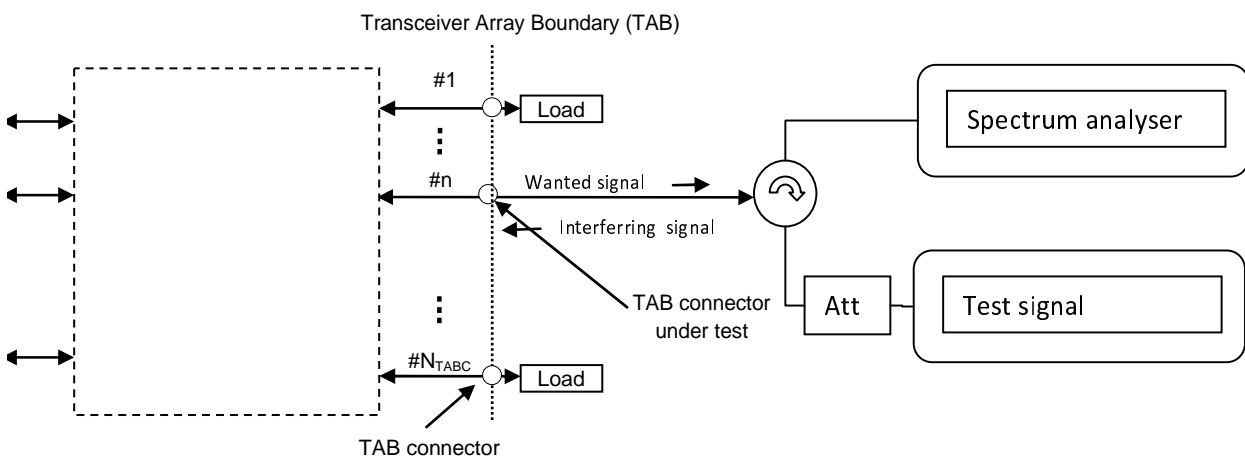 Transceiver Array Boundary (TAB)
#1
Load
Spectrum analyser
#n
Wanted signal
Interferring signal
TAB connector
under test
Att
Test signal
#NTABC
Load
TAB connector